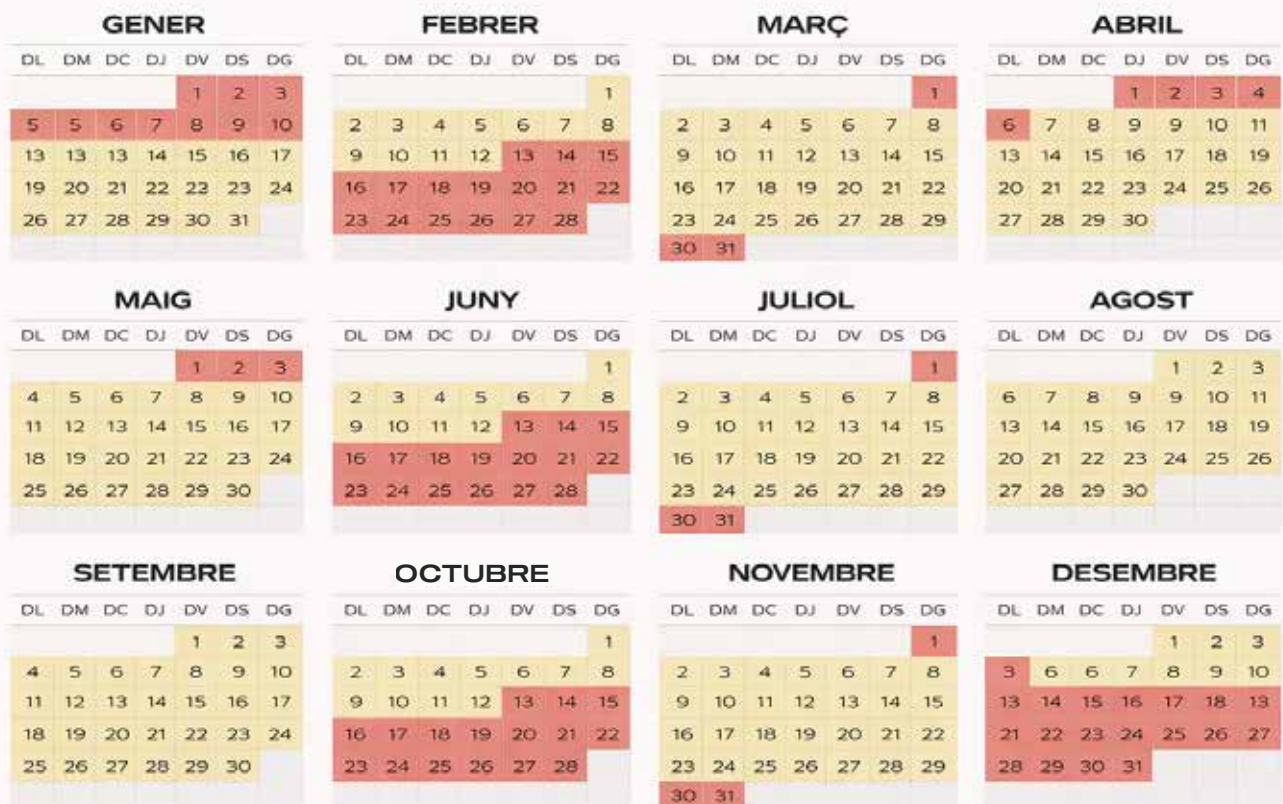 GENER FEBRER MARÇ ABRIL
DL DM DC DJ DV DS DG DL DM DC DJ DV DS DG DL DM DC DJ DV DS DG DL DM DC DJ DV DS DG
1 2 3 1 1 1 2 3 4
5 5 6 7 8 9 10 2 3 4 5 6 7 8 2 3 4 5 6 7 8 6 7 8 9 9 10 11
13 13 13 14 15 16 17 9 10 11 12 13 14 15 9 10 11 12 13 14 15 13 14 15 16 17 18 19
19 20 21 22 22 23 24 16 17 18 19 20 21 22 16 17 18 19 20 21 22 20 21 22 23 24 25 26
26 27 28 29 30 31 23 24 25 26 27 28 23 24 25 26 27 28 29 27 28 29 30
30 31
MAIG JUNY JULIOL AGOST
DL DM DC DJ DV DS DG DL DM DC DJ DV DS DG DL DM DC DJ DV DS DG DL DM DC DJ DV DS DG
1 2 3 1 1 1 2 3
4 5 6 7 8 9 10 2 3 4 5 6 7 8 2 3 4 5 6 7 8 6 7 8 9 9 10 11
11 12 13 14 15 16 17 9 10 11 12 13 14 15 9 10 11 12 13 14 15 13 14 15 16 17 18 19
18 19 20 21 22 23 24 16 17 18 19 20 21 22 16 17 18 19 20 21 22 20 21 22 23 24 25 26
25 26 27 28 29 30 23 24 25 26 27 28 23 24 25 26 27 28 29 27 28 29 30
30 31
SETEMBRE OCTUBRE NOVEMBRE DESEMBRE
DL DM DC DJ DV DS DG DL DM DC DJ DV DS DG DL DM DC DJ DV DS DG DL DM DC DJ DV DS DG
1 2 3 1 1 1 2 3
4 5 6 7 8 9 10 2 3 4 5 6 7 8 2 3 4 5 6 7 8 3 6 6 7 8 9 10
11 12 13 14 15 16 17 9 10 11 12 13 14 15 9 10 11 12 13 14 15 13 14 15 16 17 18 13
18 19 20 21 22 23 24 16 17 18 19 20 21 22 16 17 18 19 20 21 22 21 22 23 24 25 26 27
25 26 27 28 29 30 23 24 25 26 27 28 23 24 25 26 27 28 29 28 29 30 31
30 31